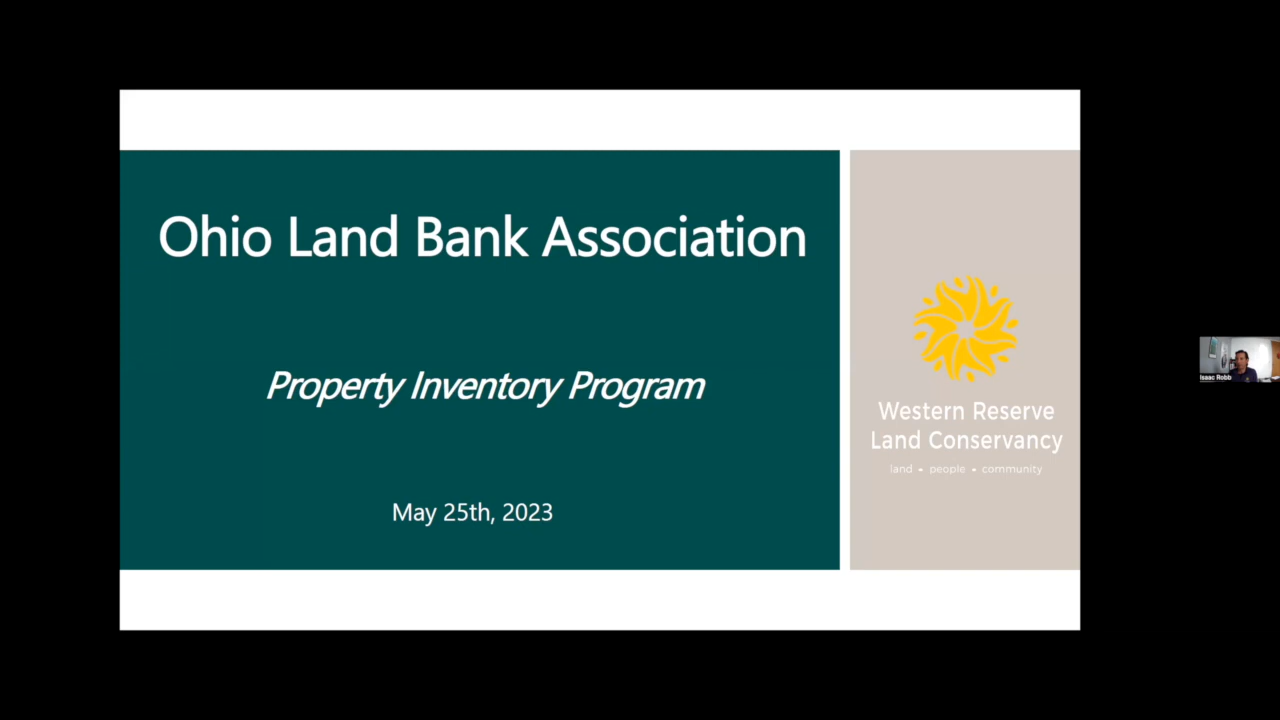 Ohio Land Bank Association
Property Inventory Program
May 25th, 2023
Western Reserve
Land Conservancy
land • people • community
Isaac Robb